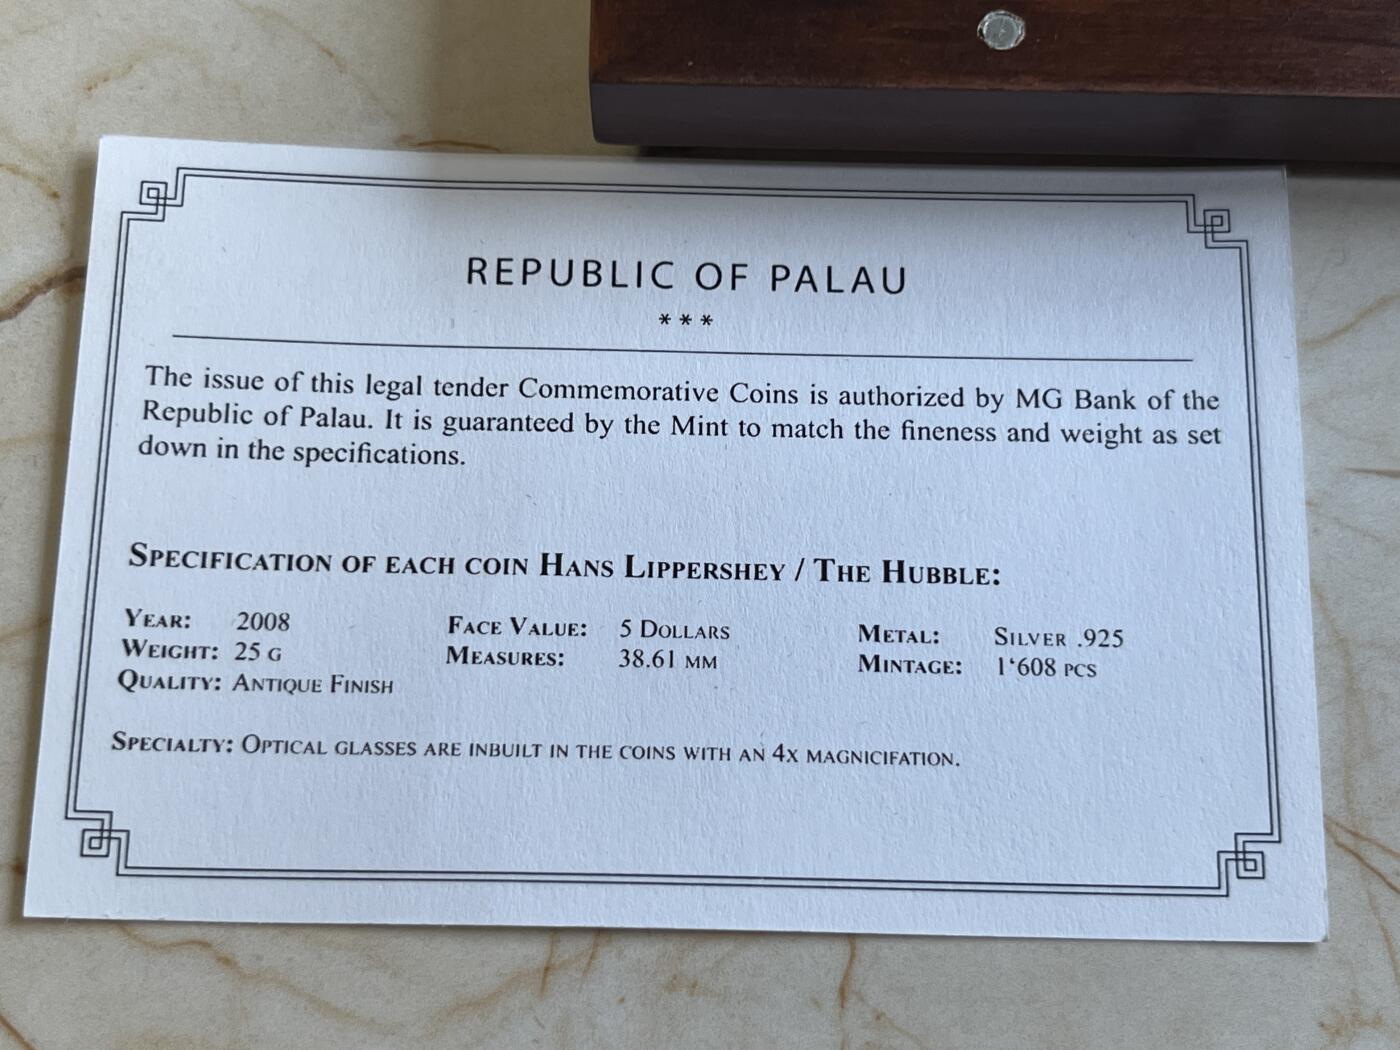 REPUBLIC OF PALAU
***
The issue of this legal tender Commemorative Coins is authorized by MG Bank of the
Republic of Palau. It is guaranteed by the Mint to match the fineness and weight as set
down in the specifications.
SPECIFICATION OF EACH COIN HANS LIPPERSHEY / THE HUBBLE:
YEAR: 2008 FACE VALUE: 5 DOLLARS METAL: SILVER .925
WEIGHT: 25 G MEASURES: 38.61 MM MINTAGE: 1‘608 PCS
QUALITY: ANTIQUE FINISH
SPECIALTY: OPTICAL GLASSES ARE INBUILT IN THE COINS WITH AN 4X MAGNICIFATION.